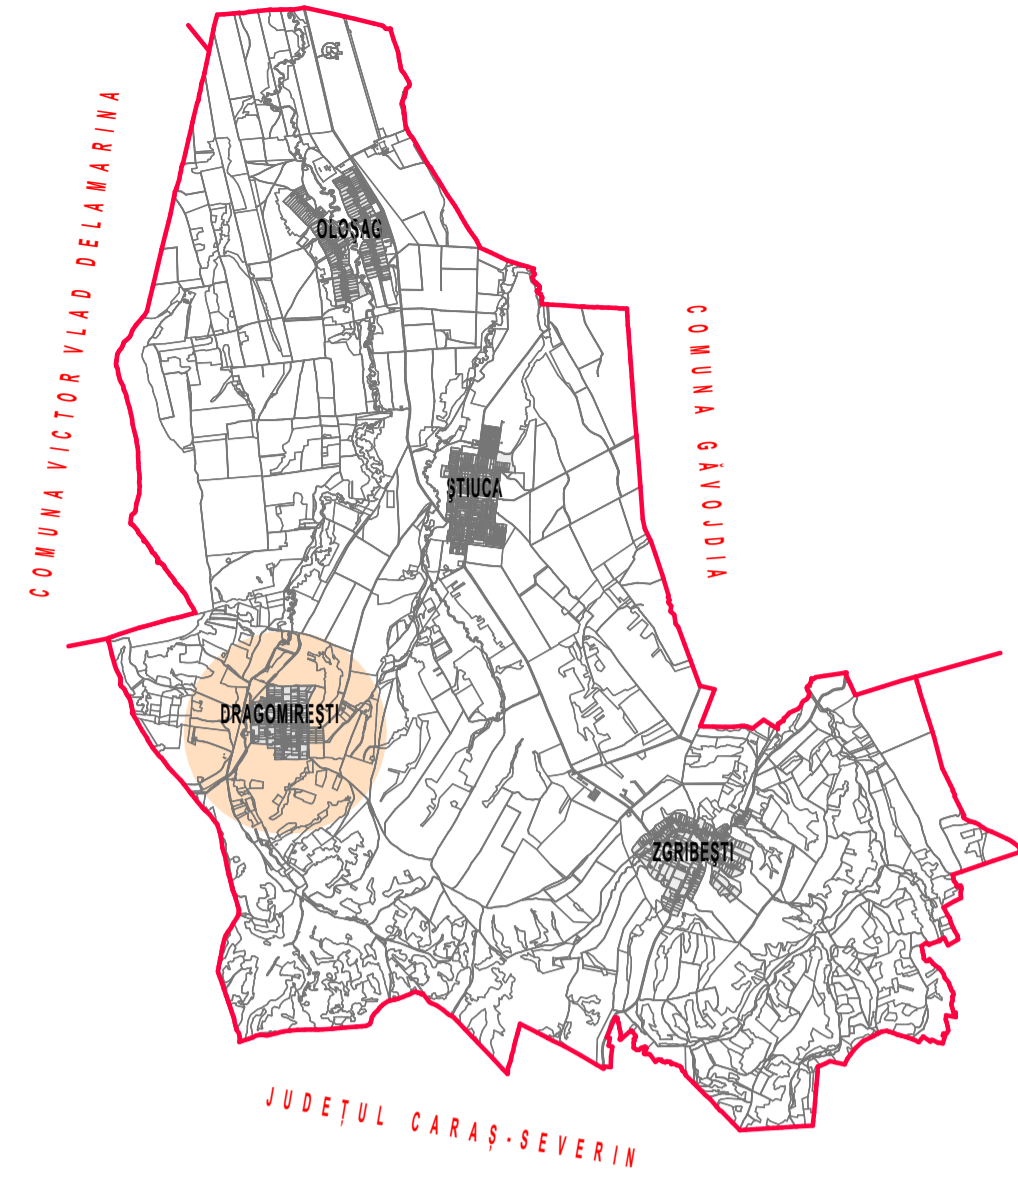 COMUNA VICTOR VLAD DELAMARINA
OLOȘAG
COMUNA GĂVOJDIA
ȘTIUCA
DRAGOMIREȘTI
ZGRIBEȘTI
JUDEȚUL CARAȘ-SEVERIN